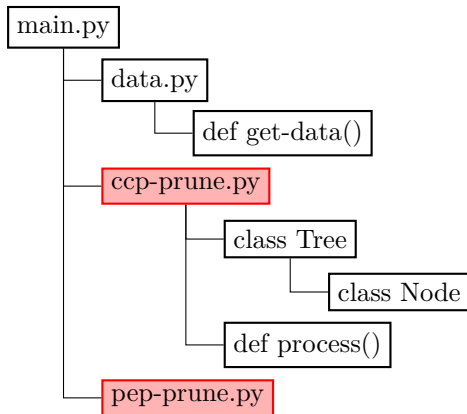 main.py
data.py
def get-data()
ccp-prune.py
class Tree
class Node
def process()
pep-prune.py